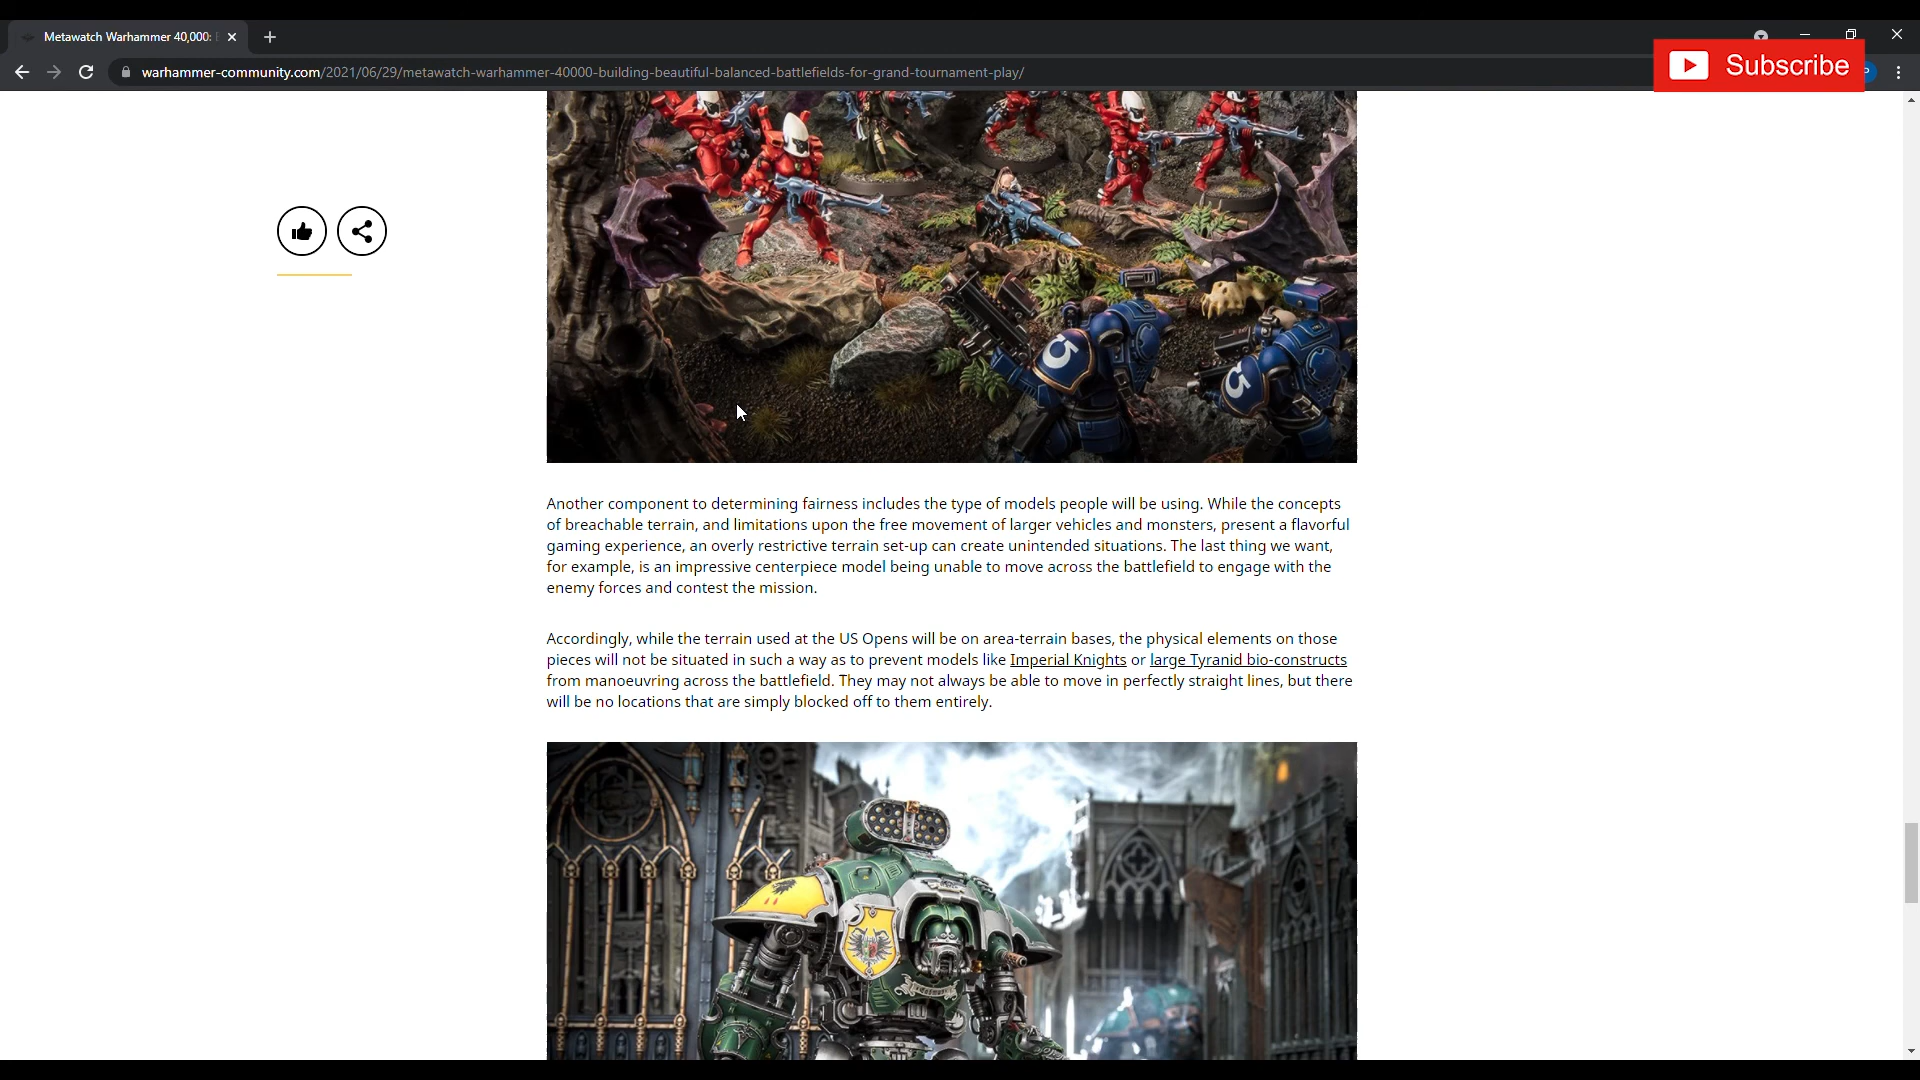 Metawatch Warhammer 40,000:
Subscribe
warhammer-community.com/2021/06/29/metawatch-warhammer-40000-building-beautiful-balanced-battlefields-for-grand-tournament-play/
Another component to determining fairness includes the type of models people will be using. While the concepts
of breachable terrain, and limitations upon the free movement of larger vehicles and monsters, present a flavorful
gaming experience, an overly restrictive terrain set-up can create unintended situations. The last thing we want,
for example, is an impressive centerpiece model being unable to move across the battlefield to engage with the
enemy forces and contest the mission.
Accordingly, while the terrain used at the US Opens will be on area-terrain bases, the physical elements on those
pieces will not be situated in such a way as to prevent models like Imperial Knights or large Tyranid bio-constructs
from manoeuvring across the battlefield. They may not always be able to move in perfectly straight lines, but there
will be no locations that are simply blocked off to them entirely.